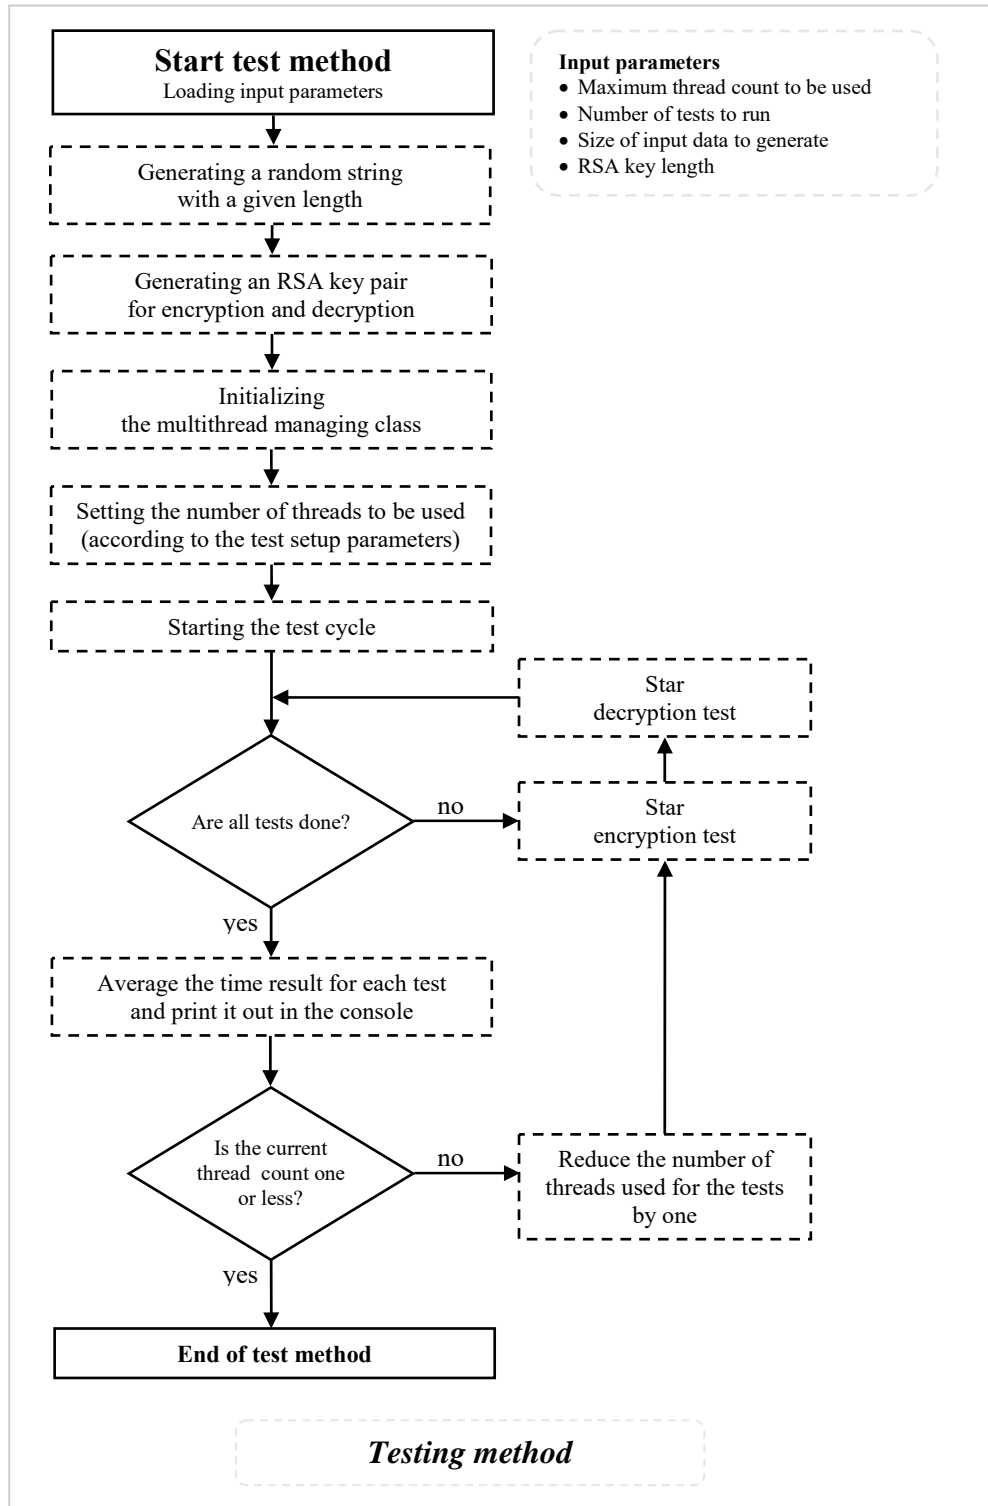 Start test method
Loading input parameters
Input parameters
• Maximum thread count to be used
• Number of tests to run
• Size of input data to generate
• RSA key length
Generating a random string
with a given length
Generating an RSA key pair
for encryption and decryption
Initializing
the multithread managing class
Setting the number of threads to be used
(according to the test setup parameters)
Starting the test cycle
Star
decryption test
Are all tests done?
no
Star
encryption test
yes
Average the time result for each test
and print it out in the console
Is the current
thread count one
or less?
no
Reduce the number of
threads used for the tests
by one
yes
End of test method
Testing method